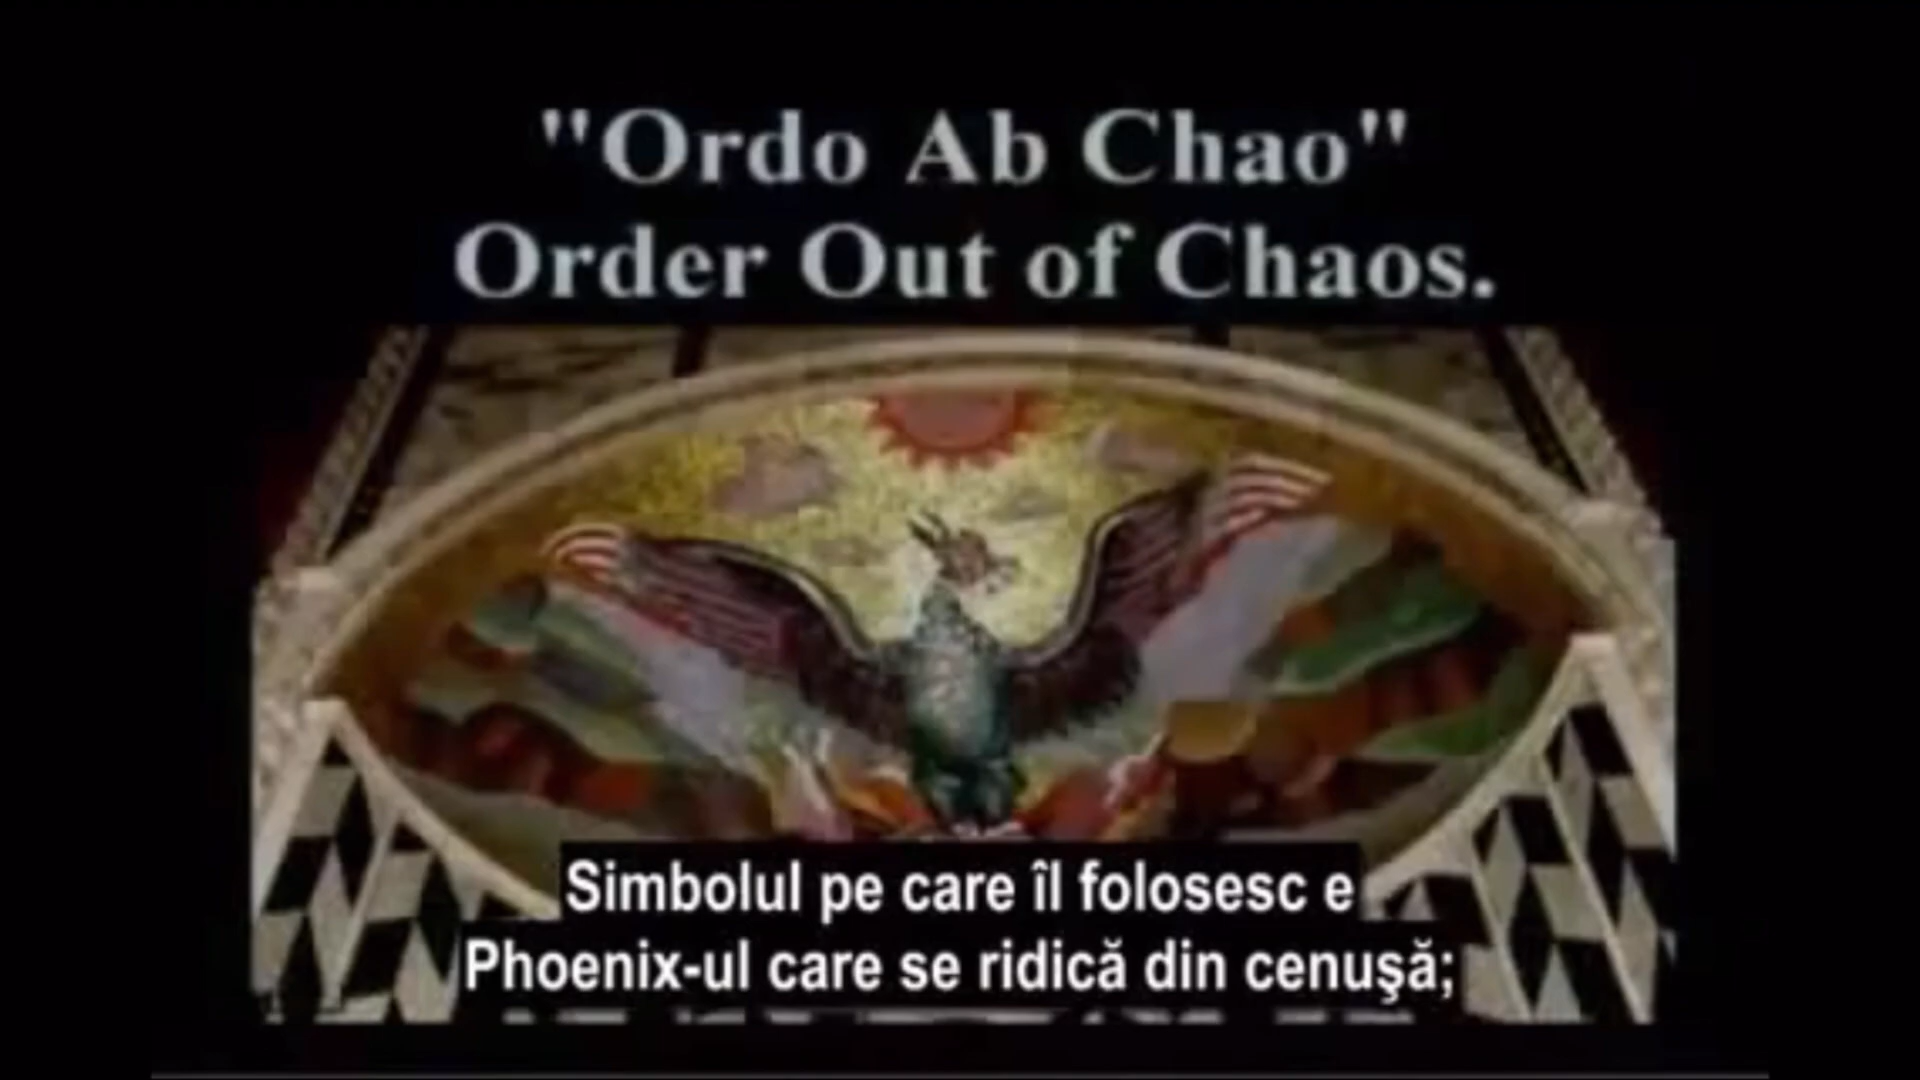 "Ordo Ab Chao"
Order Out of Chaos.
Simbolul pe care îl folosesc e
Phoenix-ul care se ridică din cenuşă;